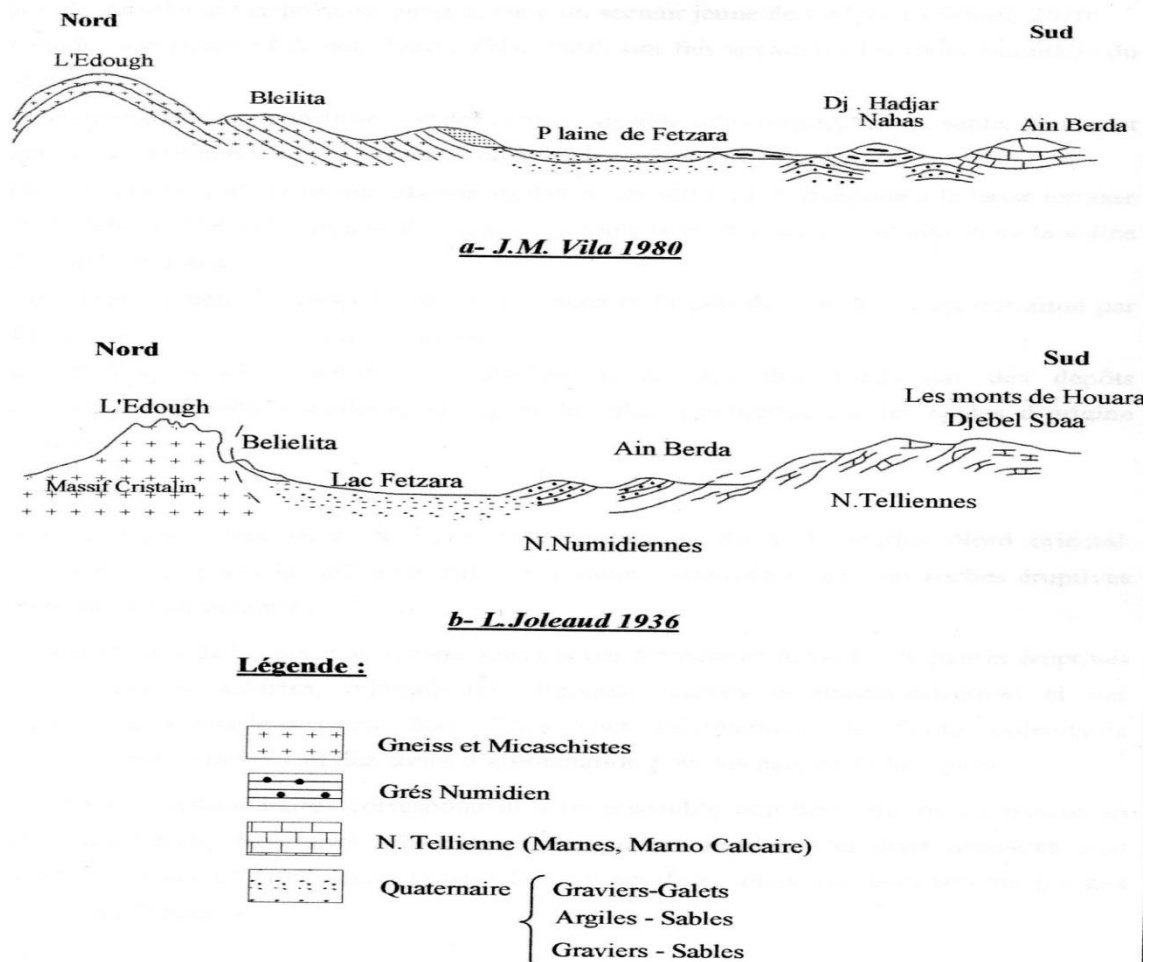 Nord
Sud
L'Edough
Bleilita
P laine de Fetzara
Dj . Hadjar
Nahas
Ain Berda
a- J.M. Vila 1980
Nord
Sud
L'Edough
Belielita
Lac Fetzara
Ain Berda
Les monts de Houara
Djebel Sbaa
Massif Cristalin
N.Telliennes
N.Numidiennes
b- L.Joleaud 1936
Légende :
Gneiss et Micaschistes
Grés Numidien
N. Tellienne (Marnes, Marno Calcaire)
Quaternaire
Graviers-Galets
Argiles - Sables
Graviers - Sables